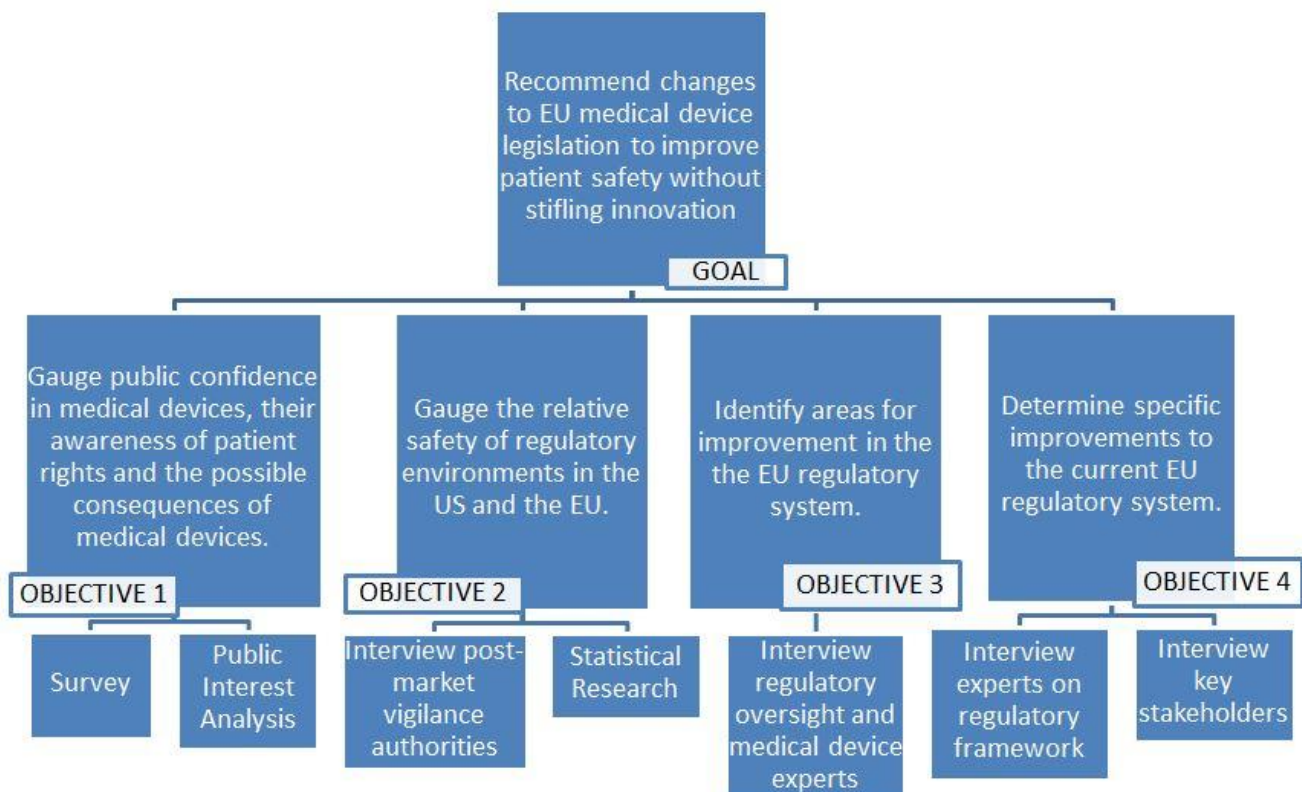 Recommend changes
to EU medical device
legislation to improve
patient safety without
stifling innovation
GOAL
Gauge public confidence
in medical devices, their
awareness of patient
rights and the possible
consequences of
medical devices.
OBJECTIVE 1
Gauge the relative
safety of regulatory
environments in the
US and the EU.
OBJECTIVE 2
Identify areas for
improvement in the
the EU regulatory
system.
OBJECTIVE 3
Determine specific
improvements to
the current EU
regulatory system.
OBJECTIVE 4
Survey
Public
Interest
Analysis
Interview post-
market
vigilance
authorities
Statistical
Research
Interview
regulatory
oversight and
medical device
experts
Interview
experts on
regulatory
framework
Interview
key
stakeholders